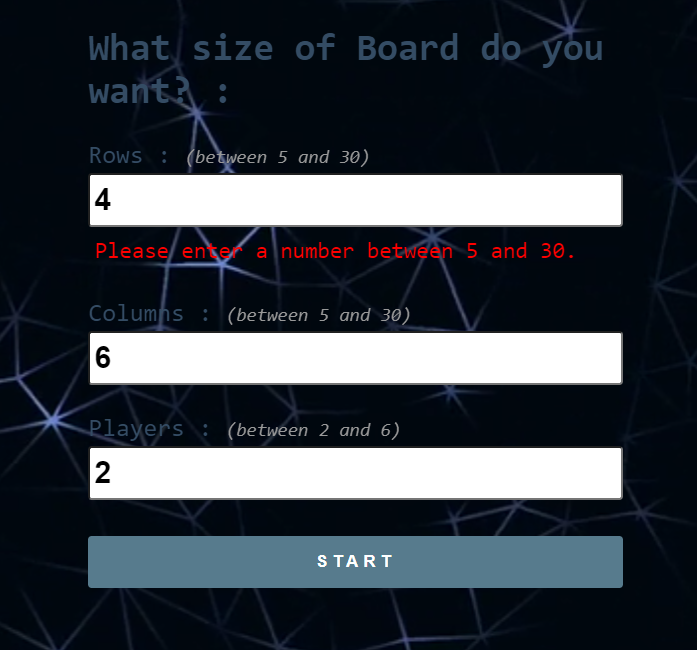 What size of Board do you
want? :
Rows : (between 5 and 30)
4
Please enter a number between 5 and 30.
Columns : (between 5 and 30)
6
Players : (between 2 and 6)
2
START